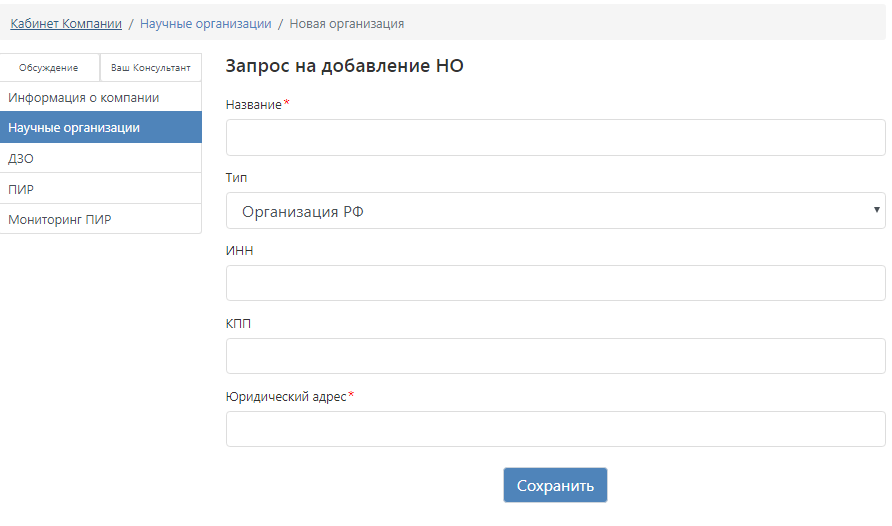 Кабинет Компании / Научные организации / Новая организация
Обсуждение
Ваш Консультант
Информация о компании
Научные организации
ДЗО
ПИР
Мониторинг ПИР
Запрос на добавление НО
Название*
Тип
Организация РФ
ИНН
КПП
Юридический адрес*
Сохранить